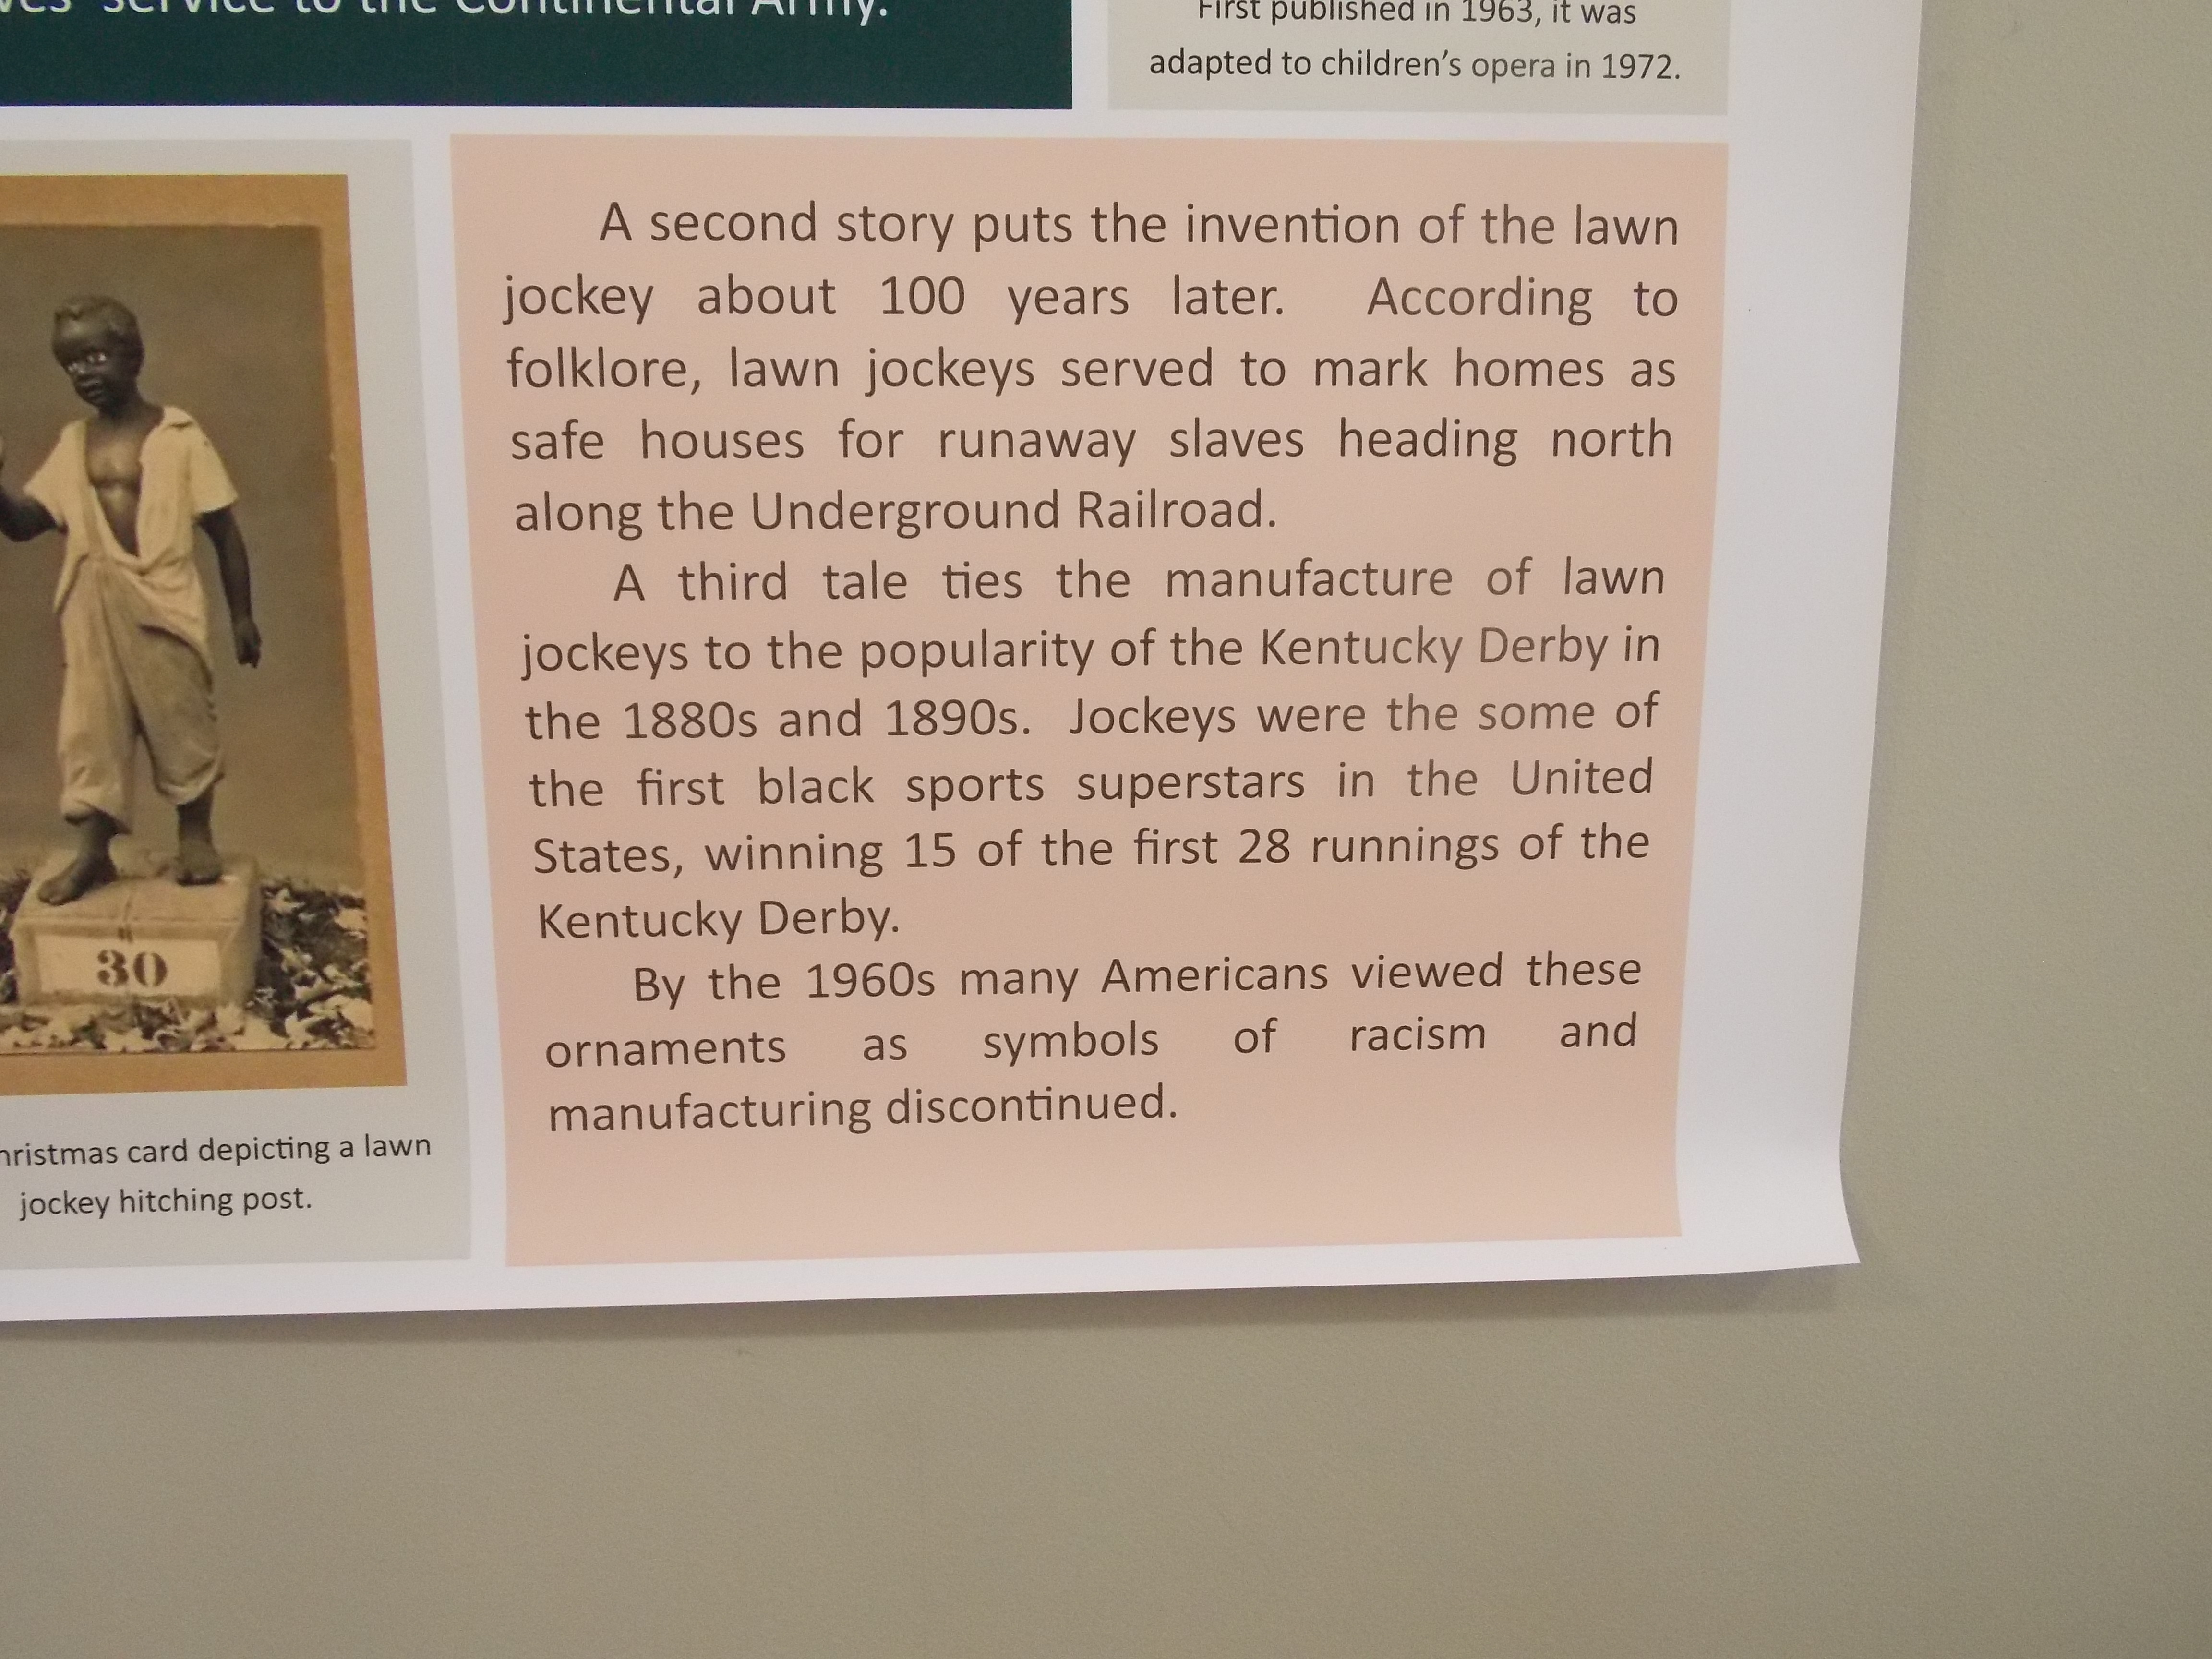 service to the Continental Army.
First published in 1963, it was
adapted to children's opera in 1972.
A second story puts the invention of the lawn
jockey about 100 years later. According to
folklore, lawn jockeys served to mark homes as
safe houses for runaway slaves heading north
along the Underground Railroad.
A third tale ties the manufacture of lawn
jockeys to the popularity of the Kentucky Derby in
the 1880s and 1890s. Jockeys were the some of
the first black sports superstars in the United
States, winning 15 of the first 28 runnings of the
Kentucky Derby.
By the 1960s many Americans viewed these
ornaments as symbols of racism and
manufacturing discontinued.
30
card depicting a lawn
jockey hitching post.